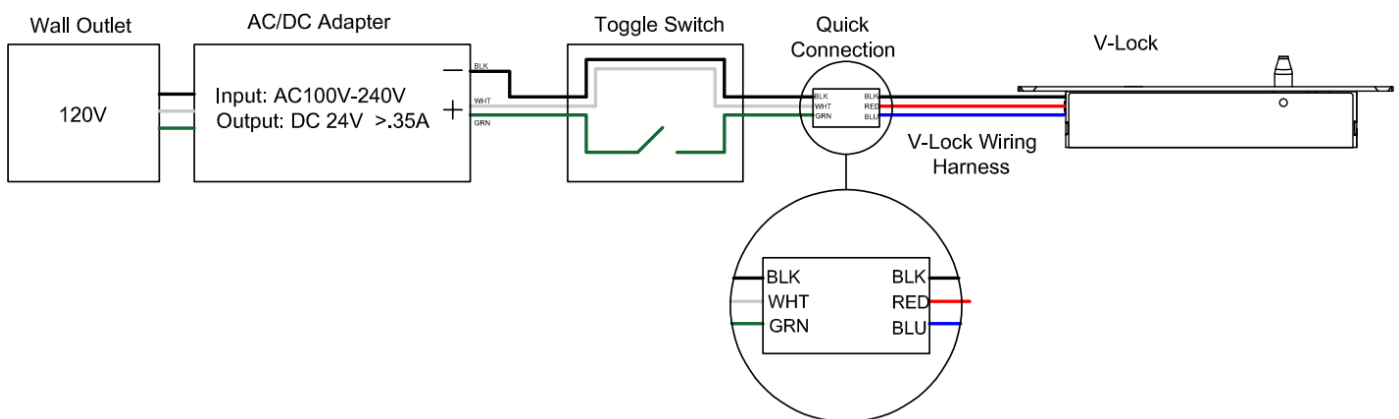 Wall Outlet
AC/DC Adapter
Toggle Switch
Quick
Connection
V-Lock
120V
Input: AC100V-240V
Output: DC 24V >.35A
−
+
BLK
WHT
GRN
BLK
WHT
GRN
BLK
RED
BLU
V-Lock Wiring
Harness
BLK
WHT
GRN
BLK
RED
BLU